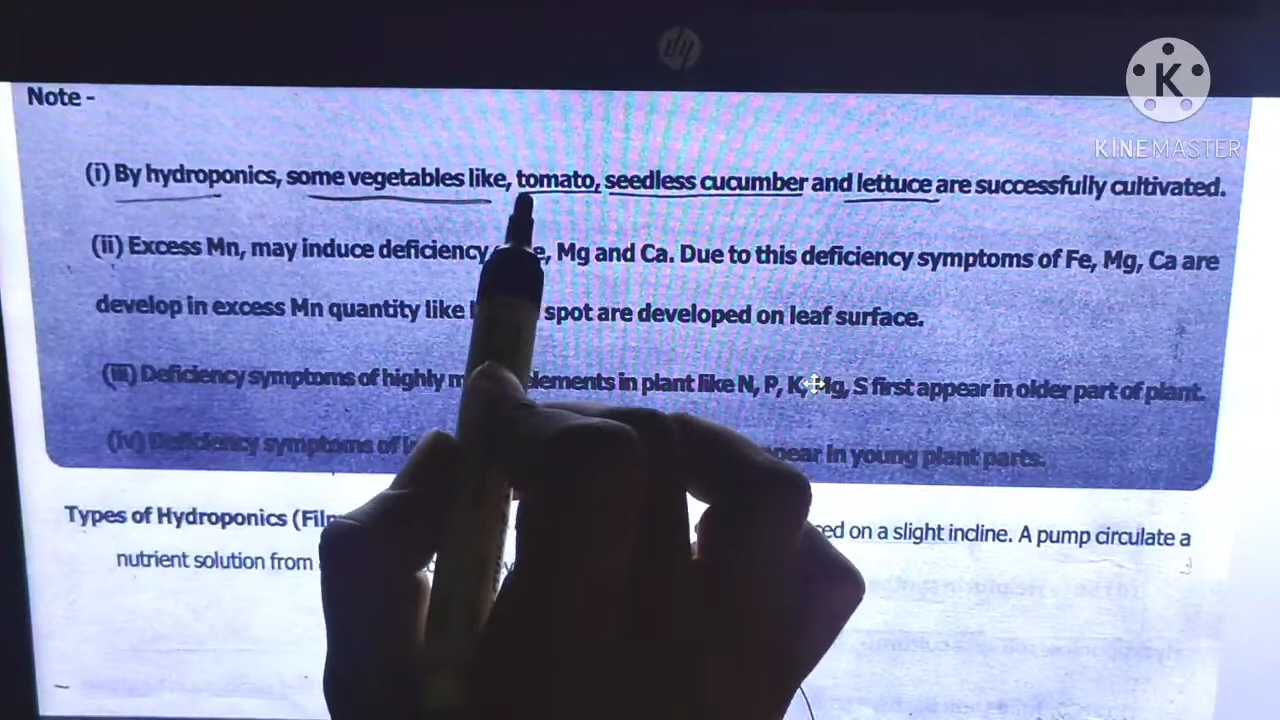 hp
K
KINEMASTER
Note -
(i) By hydroponics, some vegetables like, tomato, seedless cucumber and lettuce are successfully cultivated.
(ii) Excess Mn, may induce deficiency e, Mg and Ca. Due to this deficiency symptoms of Fe, Mg, Ca are
develop in excess Mn quantity like spot are developed on leaf surface.
(iii) Deficiency symptoms of highly elements in plant like N, P, K, Mg, S first appear in older part of plant.
(iv) Deficiency symptoms of in young plant parts.
Types of Hydroponics on a slight incline. A pump circulate a
nutrient solution from